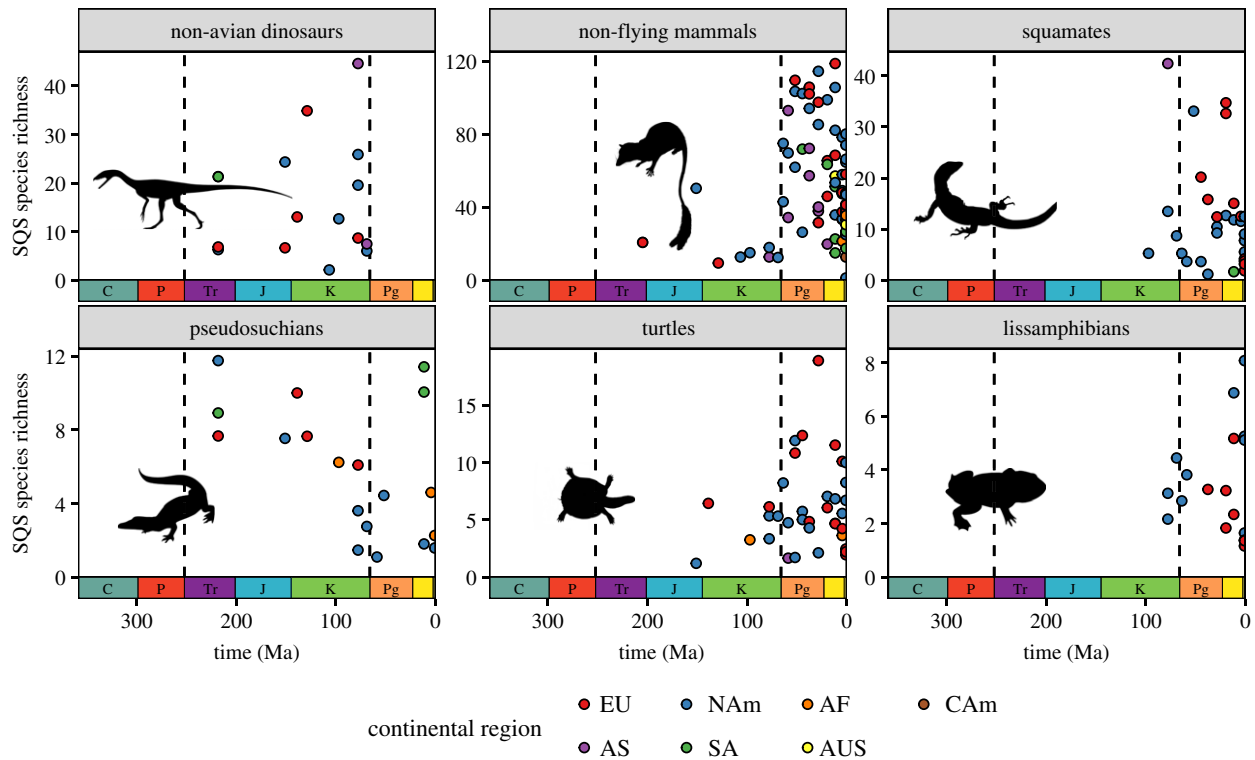 non-avian dinosaurs
non-flying mammals
squamates
SQS species richness
40
30
20
10
0
C P Tr J K Pg
120
80
40
0
C P Tr J K Pg
40
30
20
10
0
C P Tr J K Pg
pseudosuchians
turtles
lissamphibians
SQS species richness
12
8
4
0
C P Tr J K Pg
300 200 100 0
time (Ma)
15
10
5
0
C P Tr J K Pg
300 200 100 0
time (Ma)
8
6
4
2
0
C P Tr J K Pg
300 200 100 0
time (Ma)
continental region
EU NAm AF CAm
AS SA AUS